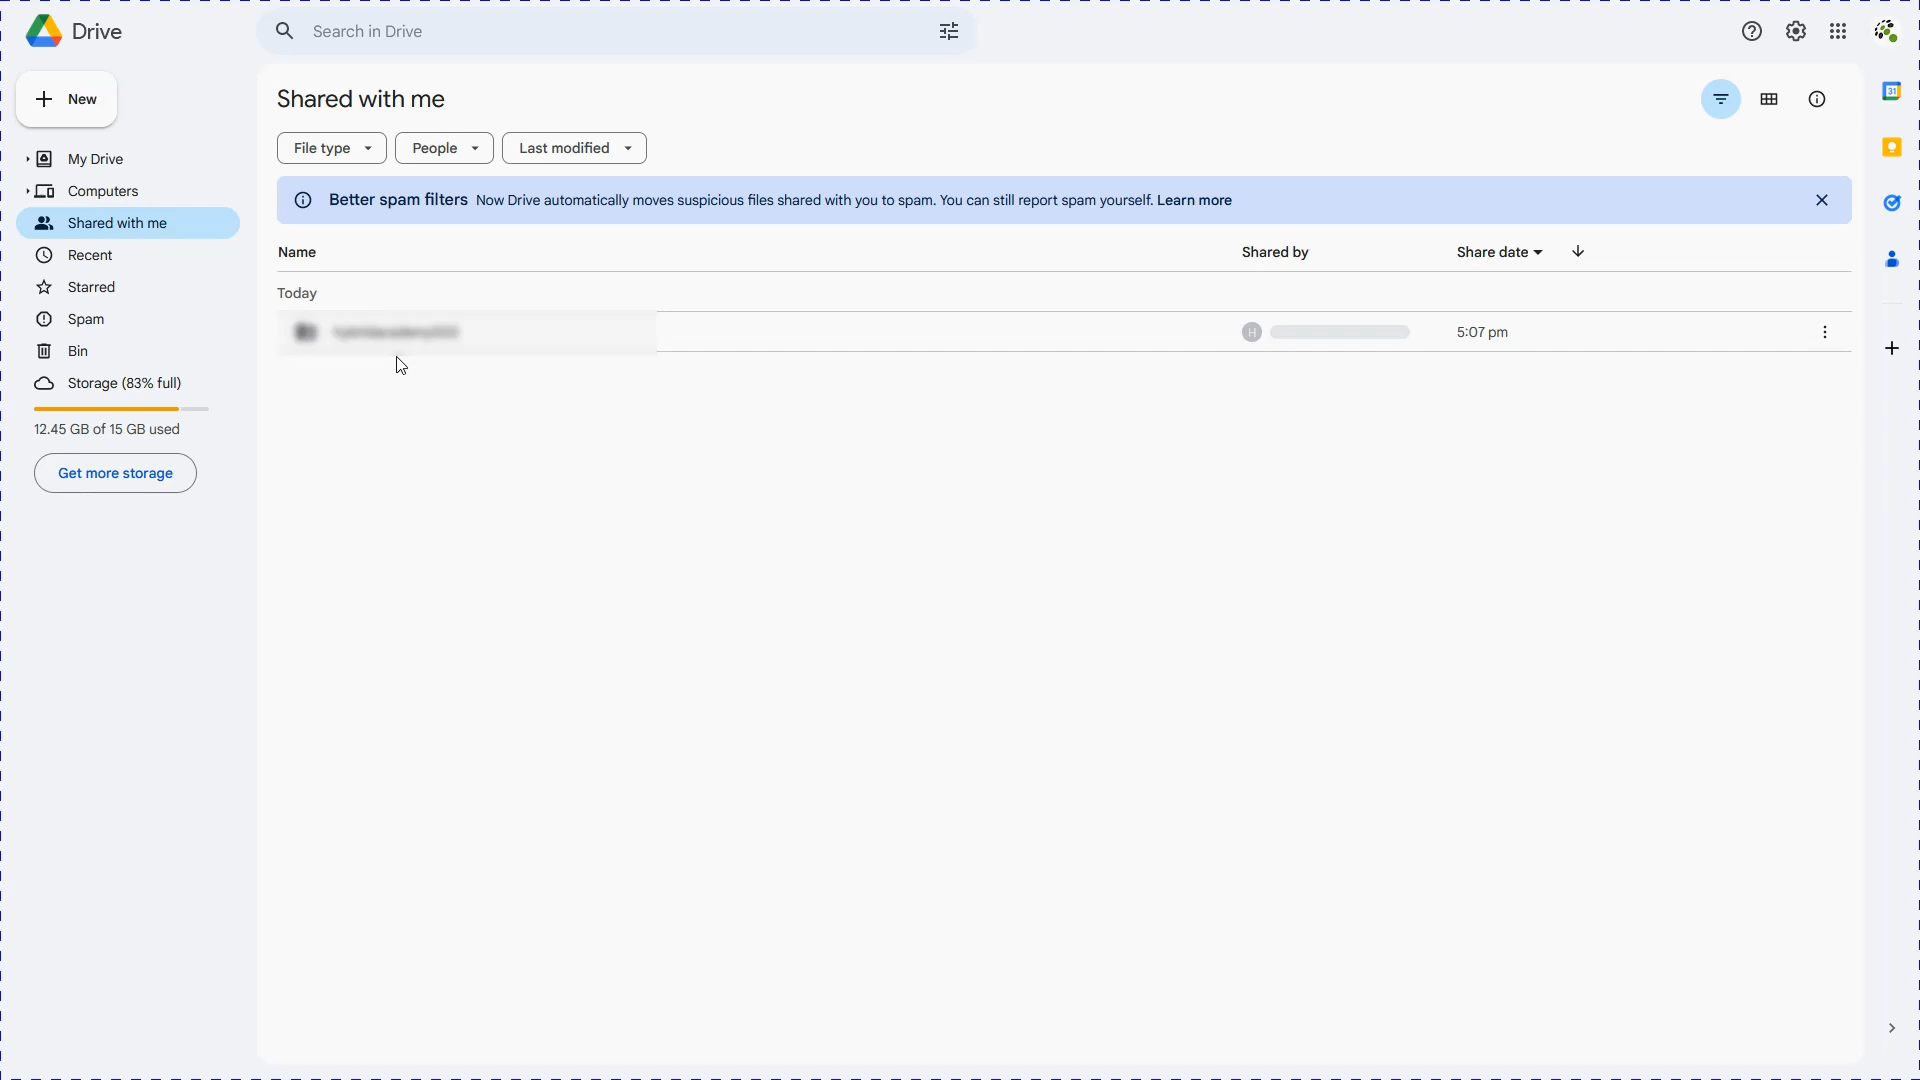 Drive
Search in Drive
New
Shared with me
File type
People
Last modified
My Drive
Computers
Shared with me
Recent
Starred
Spam
Bin
Storage (83% full)
12.45 GB of 15 GB used
Get more storage
Better spam filters Now Drive automatically moves suspicious files shared with you to spam. You can still report spam yourself. Learn more
Name Shared by Share date
Today
H 5:07 pm
31